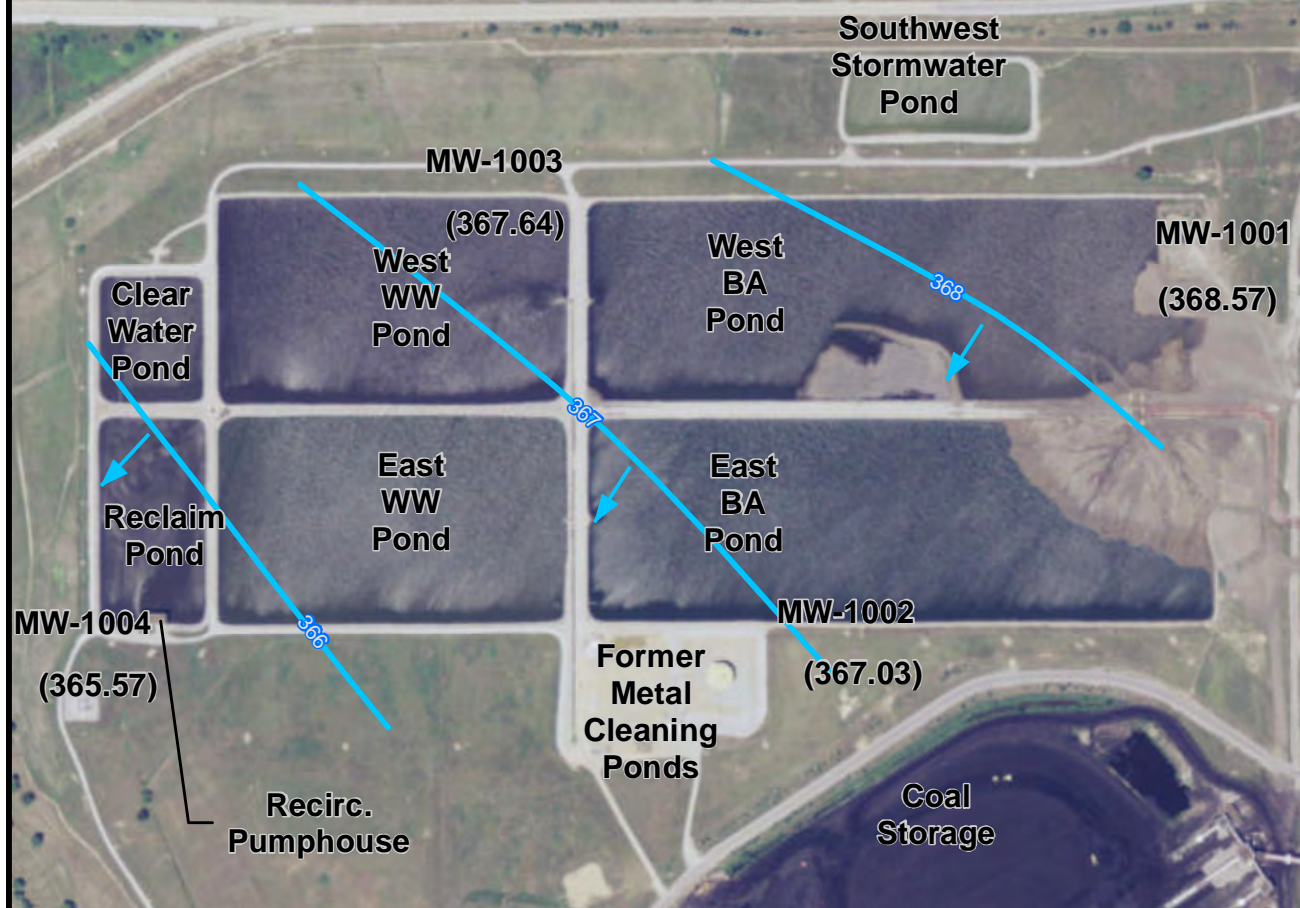 Southwest
Stormwater
Pond
MW-1003
(367.64)
MW-1001
(368.57)
West
WW
Pond
West
BA
Pond
368
Clear
Water
Pond
367
East
WW
Pond
East
BA
Pond
Reclaim
Pond
MW-1004
(365.57)
366
MW-1002
(367.03)
Former
Metal
Cleaning
Ponds
Recirc.
Pumphouse
Coal
Storage